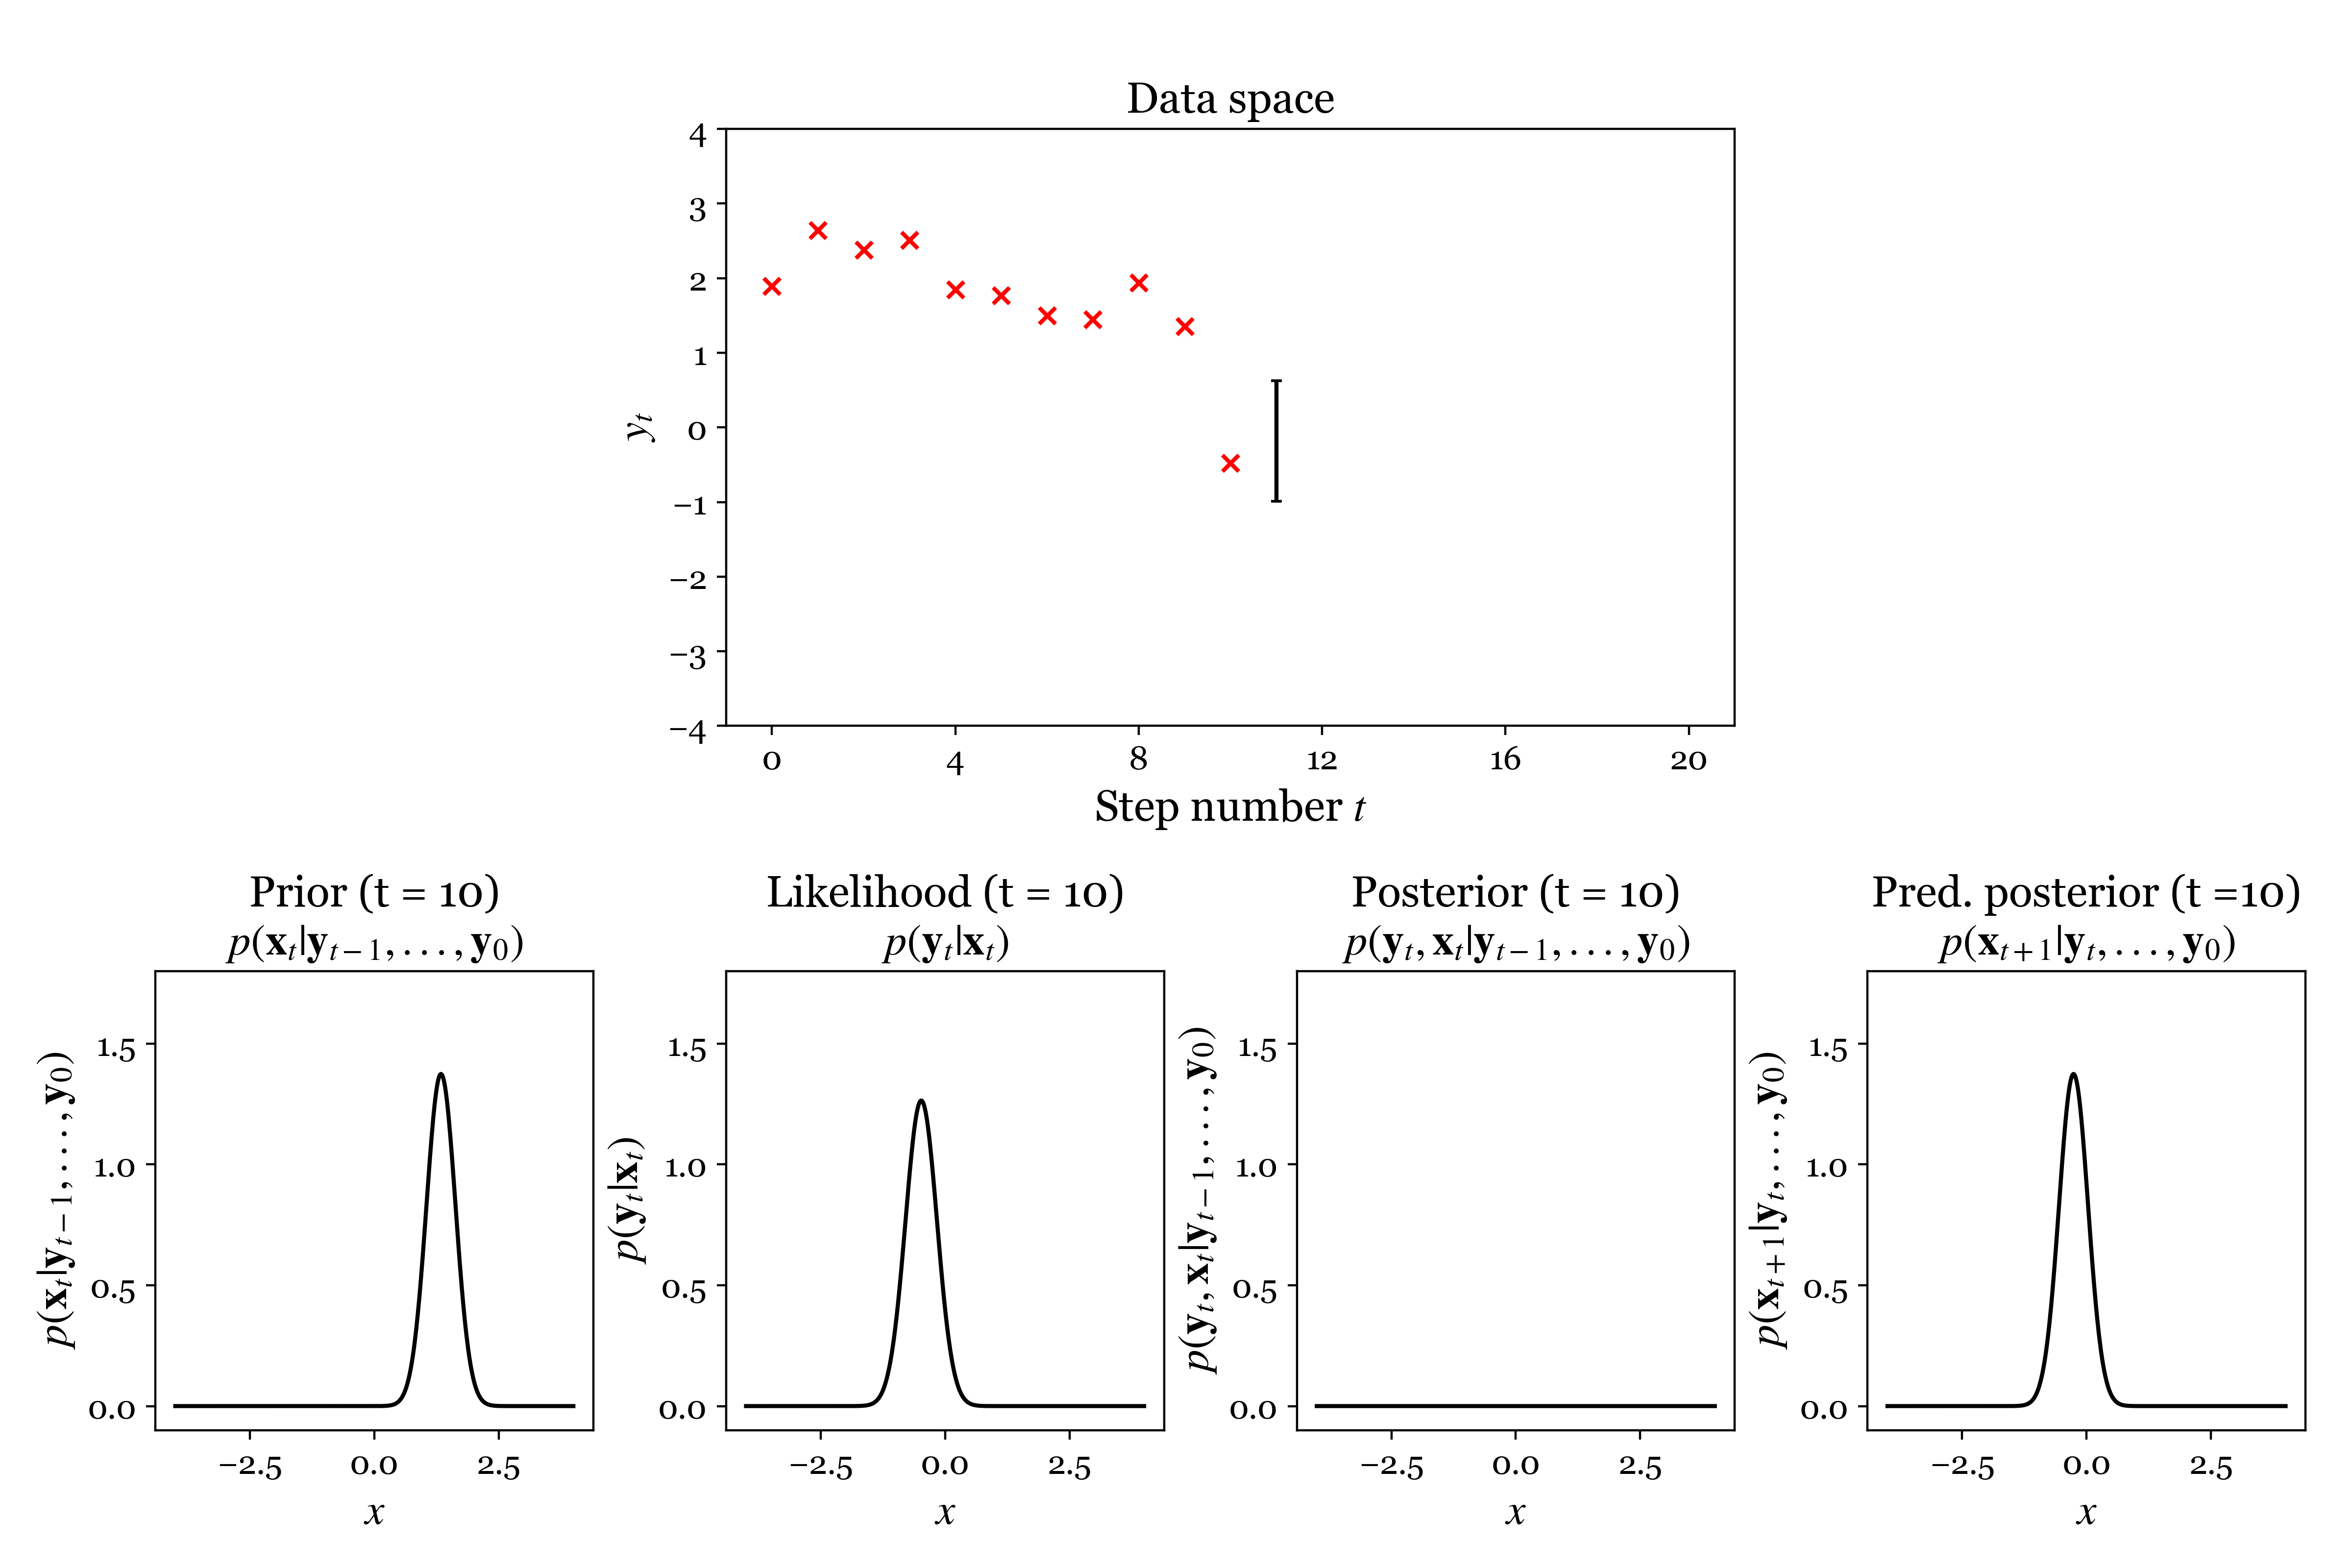 Data space
4
3
2
1
0
−1
−2
−3
−4
y_t
0 4 8 12 16 20
Step number t
Prior (t = 10)
p(x_t|y_{t−1}, . . . , y_0)
p(x_t|y_{t−1}, . . . , y_0)
1.5
1.0
0.5
0.0
−2.5 0.0 2.5
x
Likelihood (t = 10)
p(y_t|x_t)
p(y_t|x_t)
1.5
1.0
0.5
0.0
−2.5 0.0 2.5
x
Posterior (t = 10)
p(y_t, x_t|y_{t−1}, . . . , y_0)
p(y_t, x_t|y_{t−1}, . . . , y_0)
1.5
1.0
0.5
0.0
−2.5 0.0 2.5
x
Pred. posterior (t =10)
p(x_{t+1}|y_t, . . . , y_0)
p(x_{t+1}|y_t, . . . , y_0)
1.5
1.0
0.5
0.0
−2.5 0.0 2.5
x